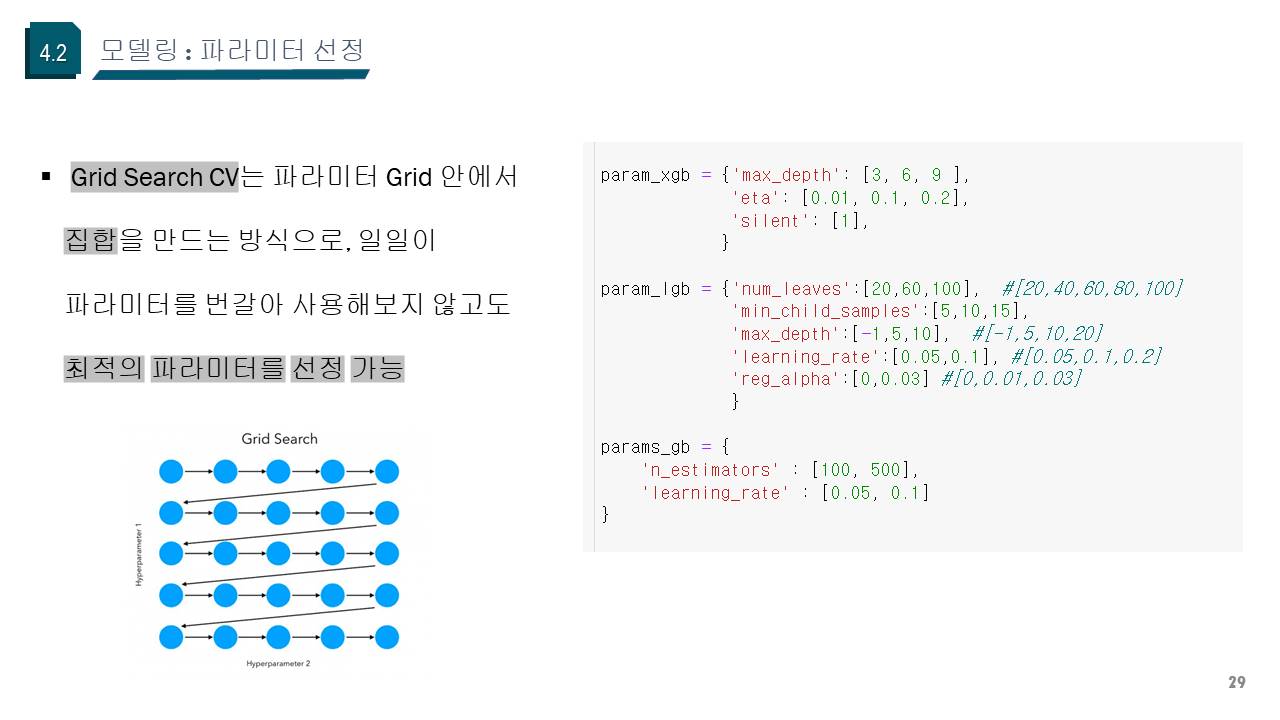 4.2
모델링 : 파라미터 선정
▪ Grid Search CV는 파라미터 Grid 안에서
집합을 만드는 방식으로, 일일이
파라미터를 번갈아 사용해보지 않고도
최적의 파라미터를 선정 가능
Grid Search
Hyperparameter 1
Hyperparameter 2
param_xgb = {'max_depth': [3, 6, 9 ],
'eta': [0.01, 0.1, 0.2],
'silent': [1],
}
param_lgb = {'num_leaves':[20,60,100], #[20,40,60,80,100]
'min_child_samples':[5,10,15],
'max_depth':[-1,5,10], #[-1,5,10,20]
'learning_rate':[0.05,0.1], #[0.05,0.1,0.2]
'reg_alpha':[0,0.03] #[0,0.01,0.03]
}
params_gb = {
'n_estimators' : [100, 500],
'learning_rate' : [0.05, 0.1]
}
29